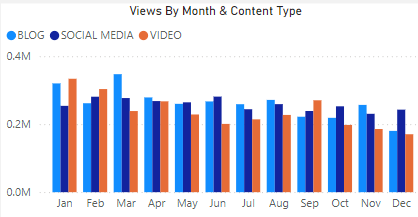 Views By Month & Content Type
BLOG SOCIAL MEDIA VIDEO
0.4M
0.2M
0.0M
Jan Feb Mar Apr May Jun Jul Aug Sep Oct Nov Dec